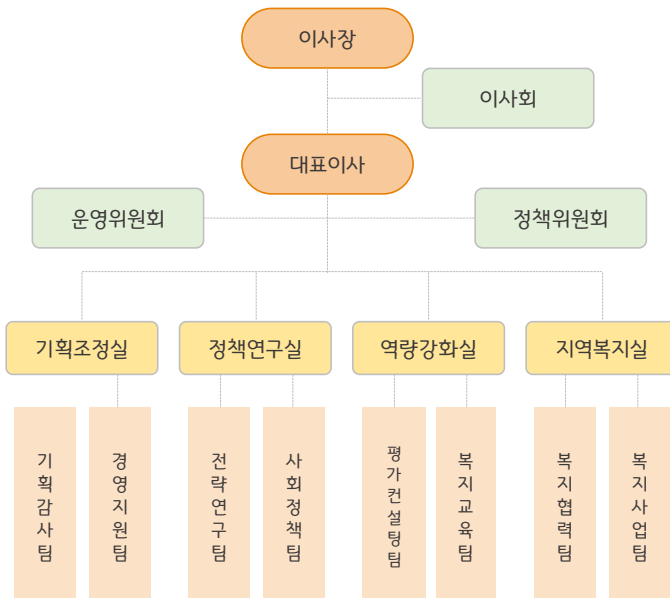 이사장
이사회
대표이사
운영위원회
정책위원회
기획조정실
정책연구실
역량강화실
지역복지실
기획감사팀
경영지원팀
전략연구팀
사회정책팀
평가컨설팅팀
복지교육팀
복지협력팀
복지사업팀